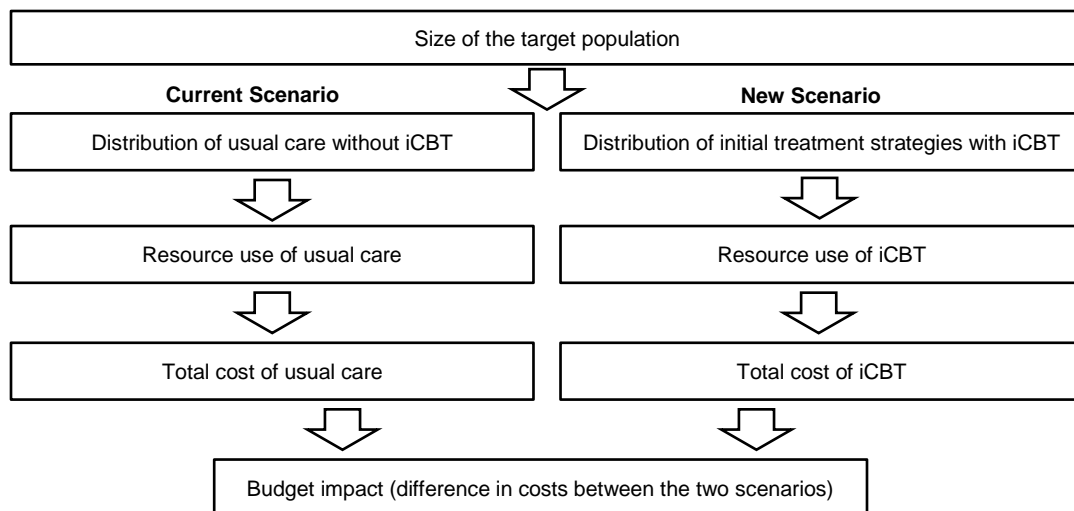 Size of the target population
Current Scenario
New Scenario
Distribution of usual care without iCBT
Distribution of initial treatment strategies with iCBT
Resource use of usual care
Resource use of iCBT
Total cost of usual care
Total cost of iCBT
Budget impact (difference in costs between the two scenarios)